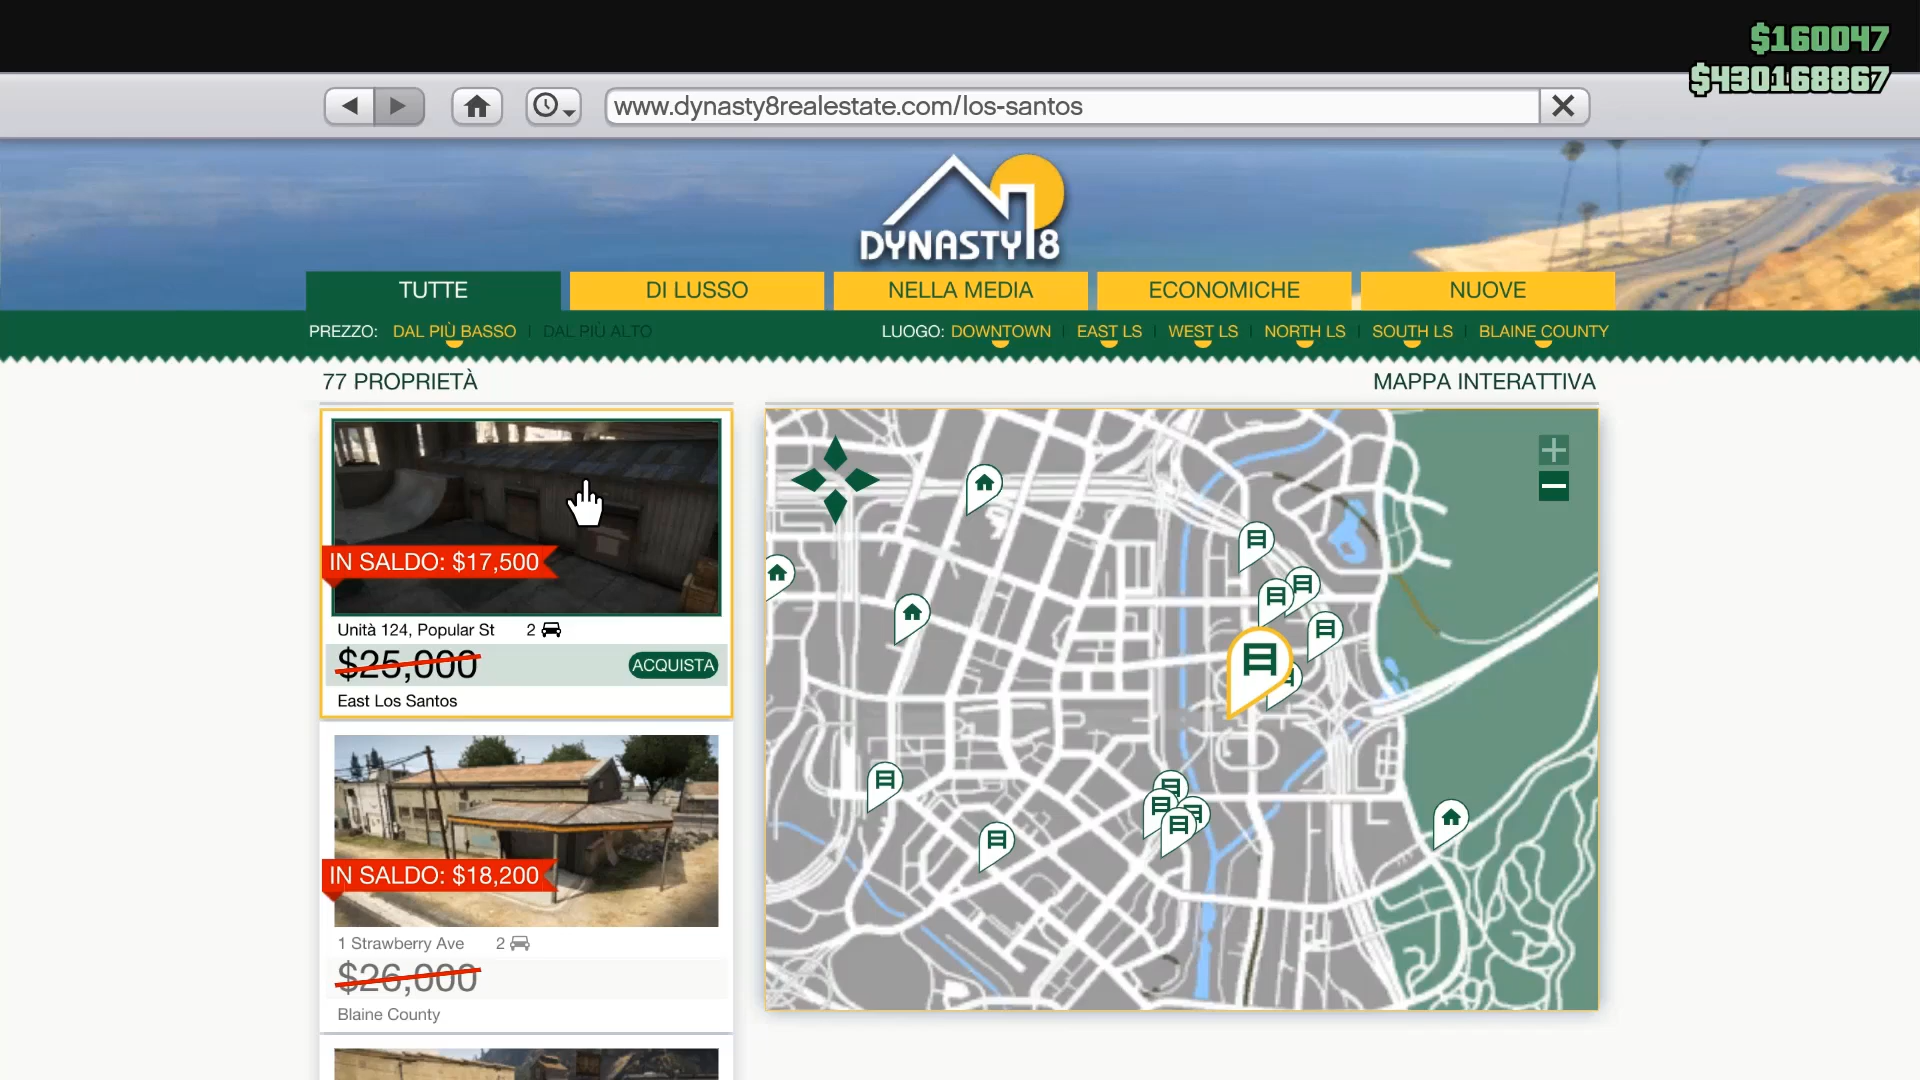 $160047
$430168867
www.dynasty8realestate.com/los-santos
DYNASTY 8
TUTTE
DI LUSSO
NELLA MEDIA
ECONOMICHE
NUOVE
PREZZO: DAL PIÙ BASSO | DAL PIÙ ALTO
LUOGO: DOWNTOWN | EAST LS | WEST LS | NORTH LS | SOUTH LS | BLAINE COUNTY
77 PROPRIETÀ
MAPPA INTERATTIVA
IN SALDO: $17,500
Unità 124, Popular St 2
$25,000
ACQUISTA
East Los Santos
IN SALDO: $18,200
1 Strawberry Ave 2
$26,000
Blaine County